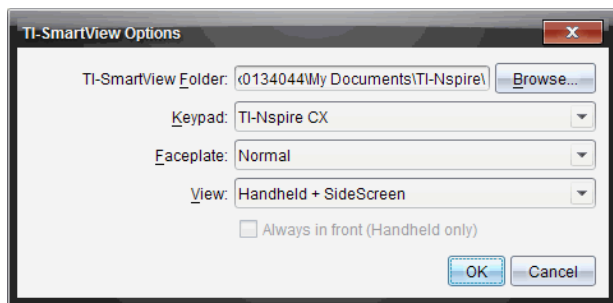 TI-SmartView Options
TI-SmartView Folder: x0134044\My Documents\TI-Nspire\ Browse...
Keypad: TI-Nspire CX
Faceplate: Normal
View: Handheld + SideScreen
Always in front (Handheld only)
OK Cancel